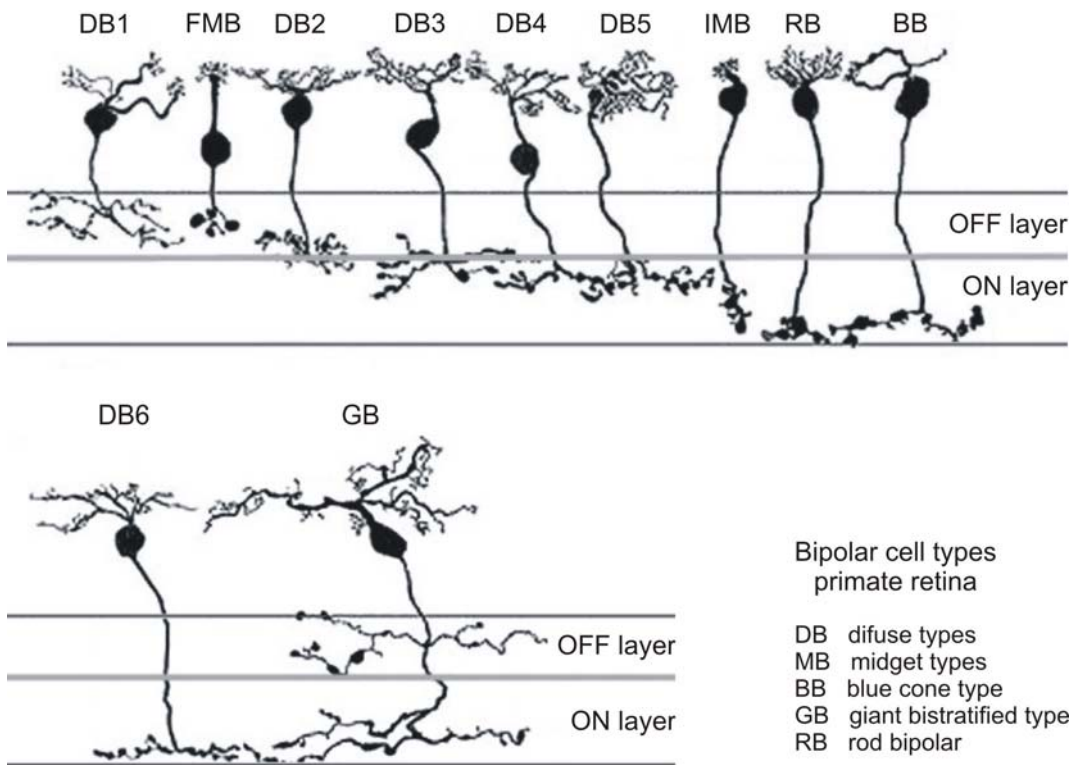 DB1 FMB DB2 DB3 DB4 DB5 IMB RB BB
OFF layer
ON layer
DB6 GB
OFF layer
ON layer
Bipolar cell types
primate retina
DB difuse types
MB midget types
BB blue cone type
GB giant bistratified type
RB rod bipolar